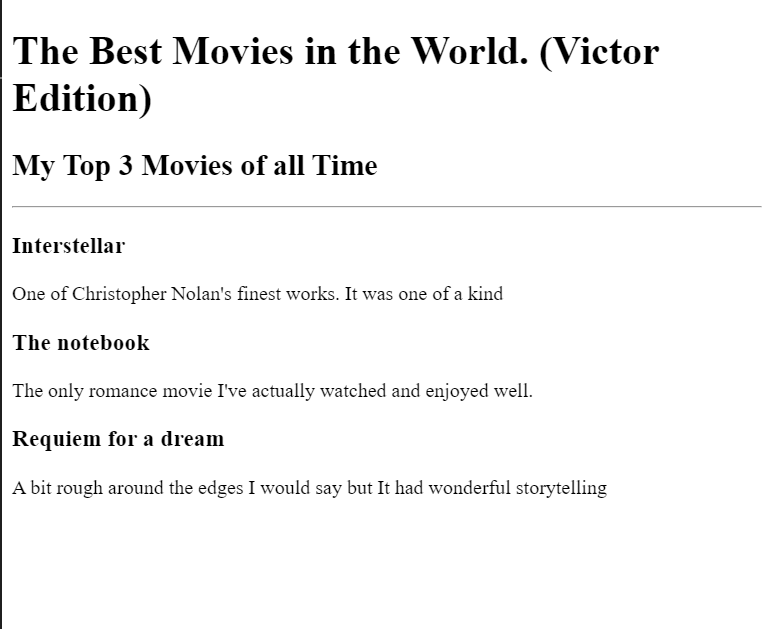 The Best Movies in the World. (Victor
Edition)
My Top 3 Movies of all Time
Interstellar
One of Christopher Nolan's finest works. It was one of a kind
The notebook
The only romance movie I've actually watched and enjoyed well.
Requiem for a dream
A bit rough around the edges I would say but It had wonderful storytelling